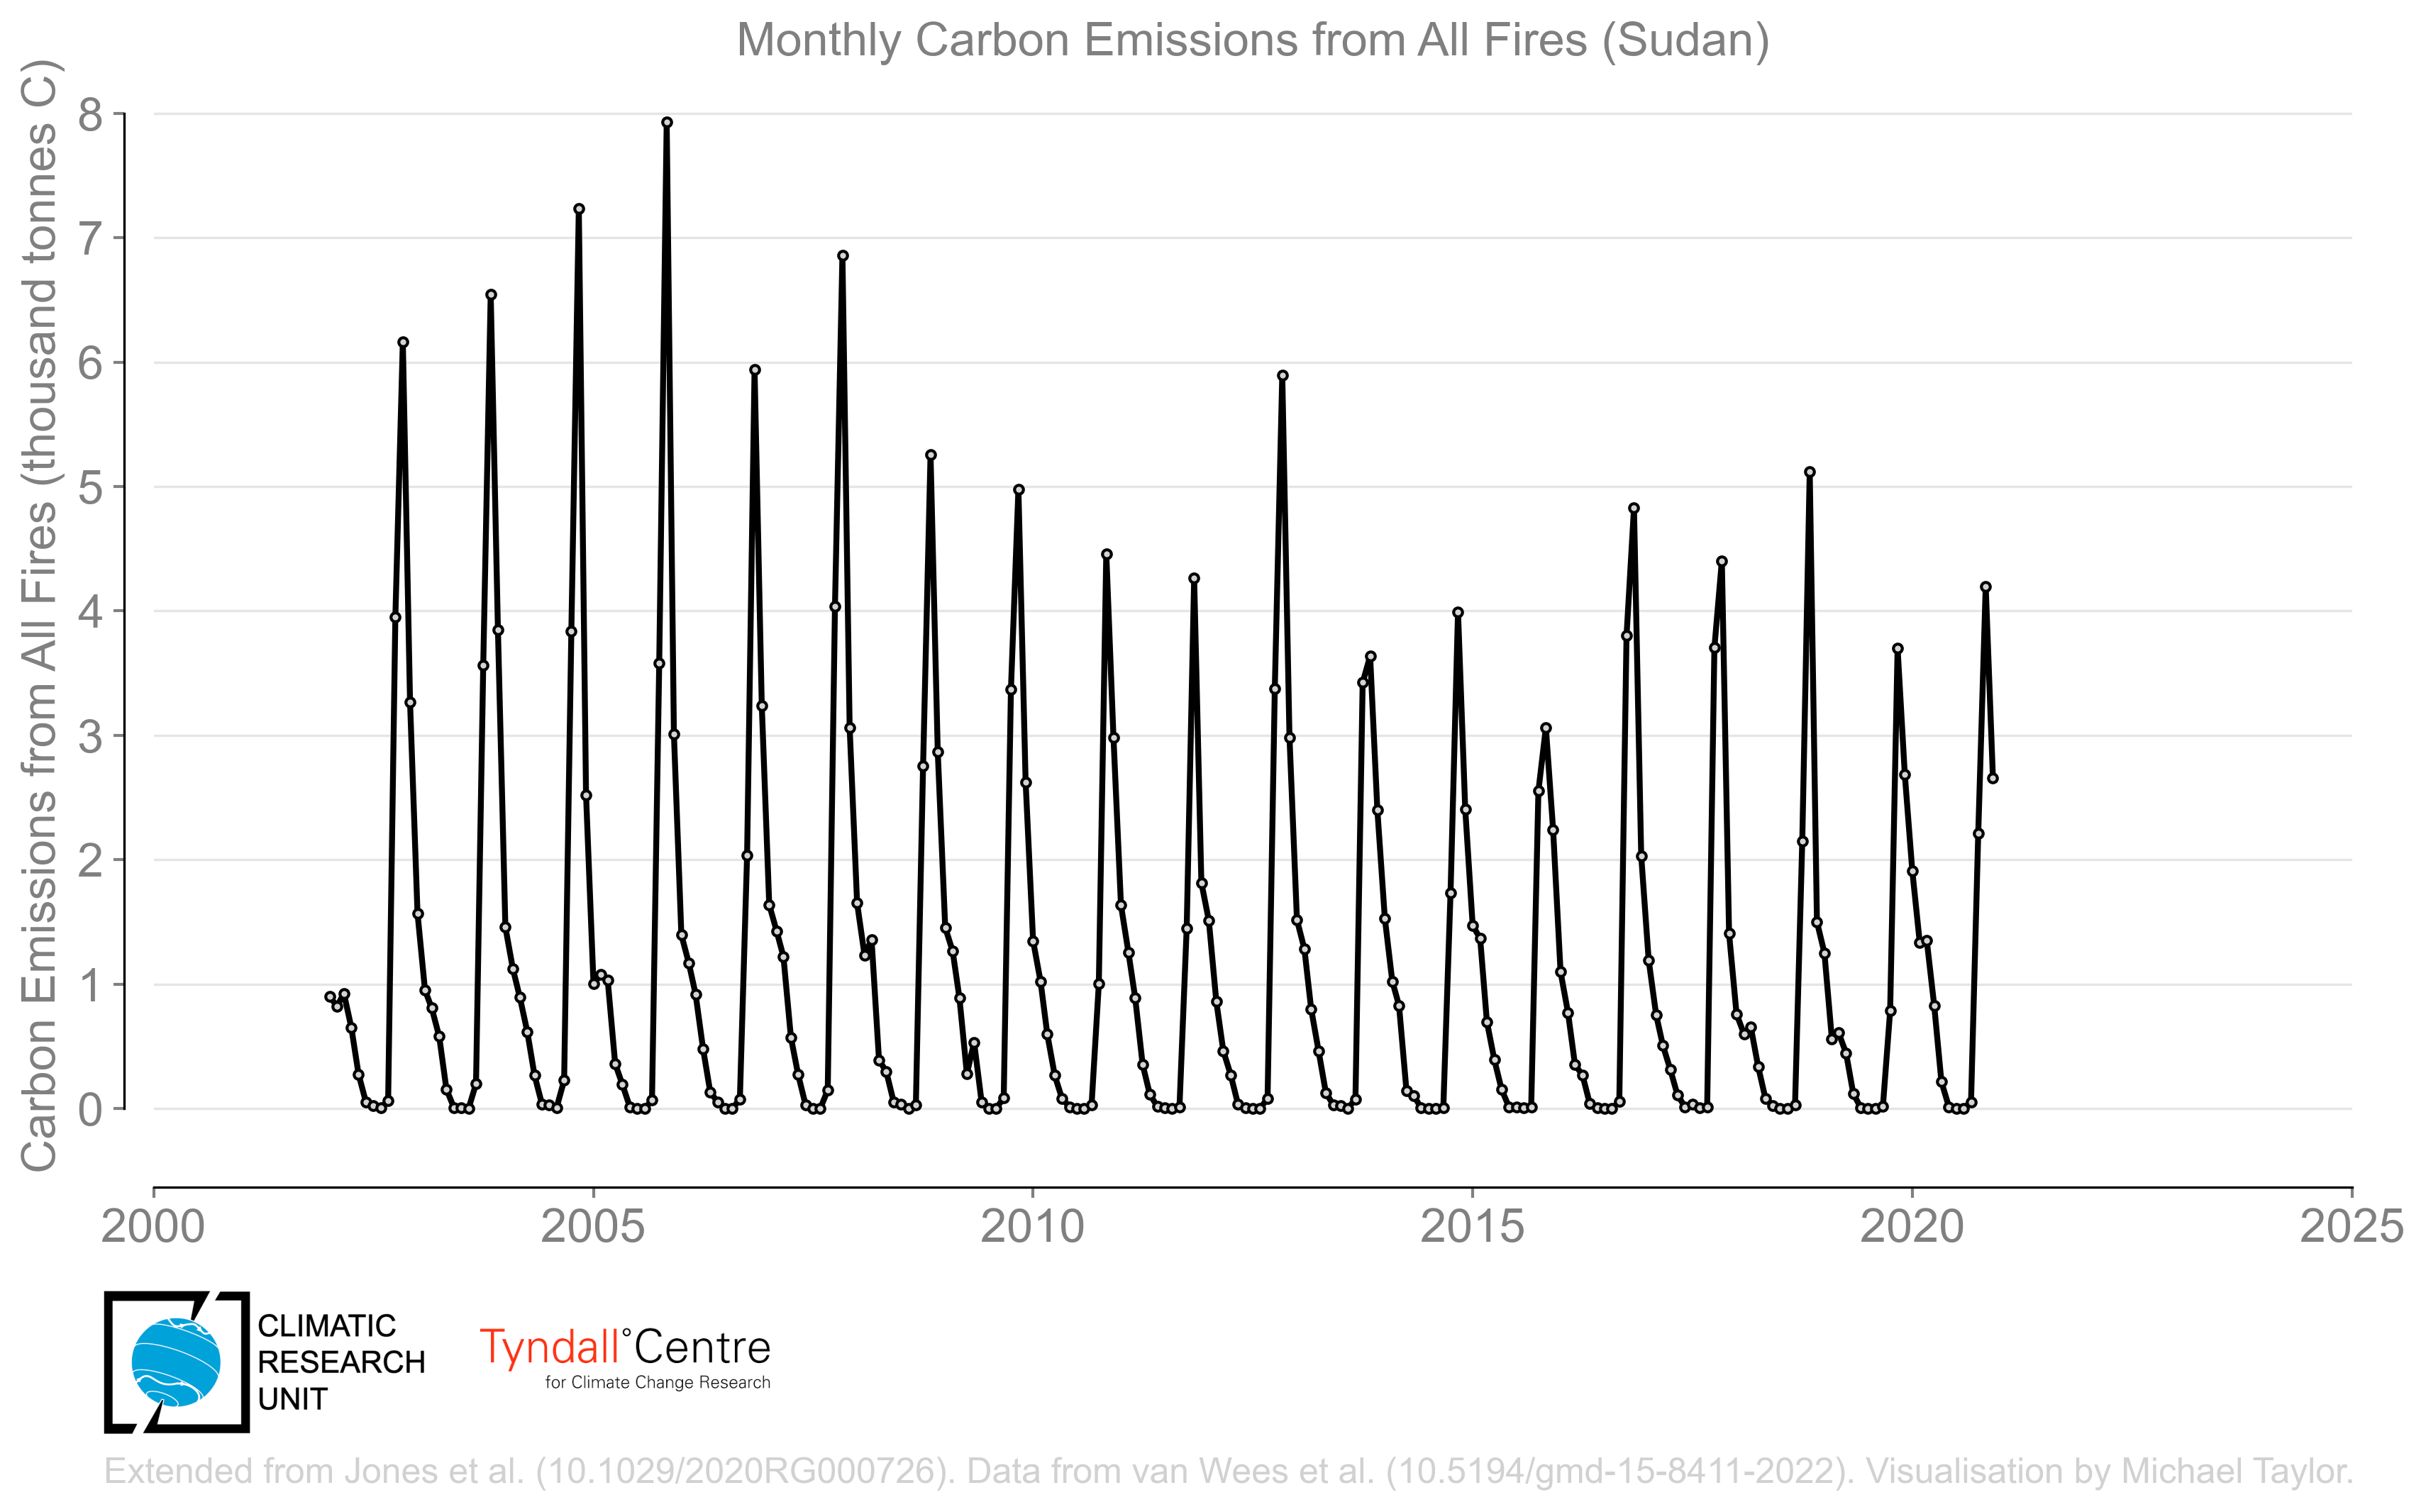 Monthly Carbon Emissions from All Fires (Sudan)
Carbon Emissions from All Fires (thousand tonnes C)
8
7
6
5
4
3
2
1
0
2000 2005 2010 2015 2020 2025
CLIMATIC
RESEARCH
UNIT
Tyndall°Centre
for Climate Change Research
Extended from Jones et al. (10.1029/2020RG000726). Data from van Wees et al. (10.5194/gmd-15-8411-2022). Visualisation by Michael Taylor.